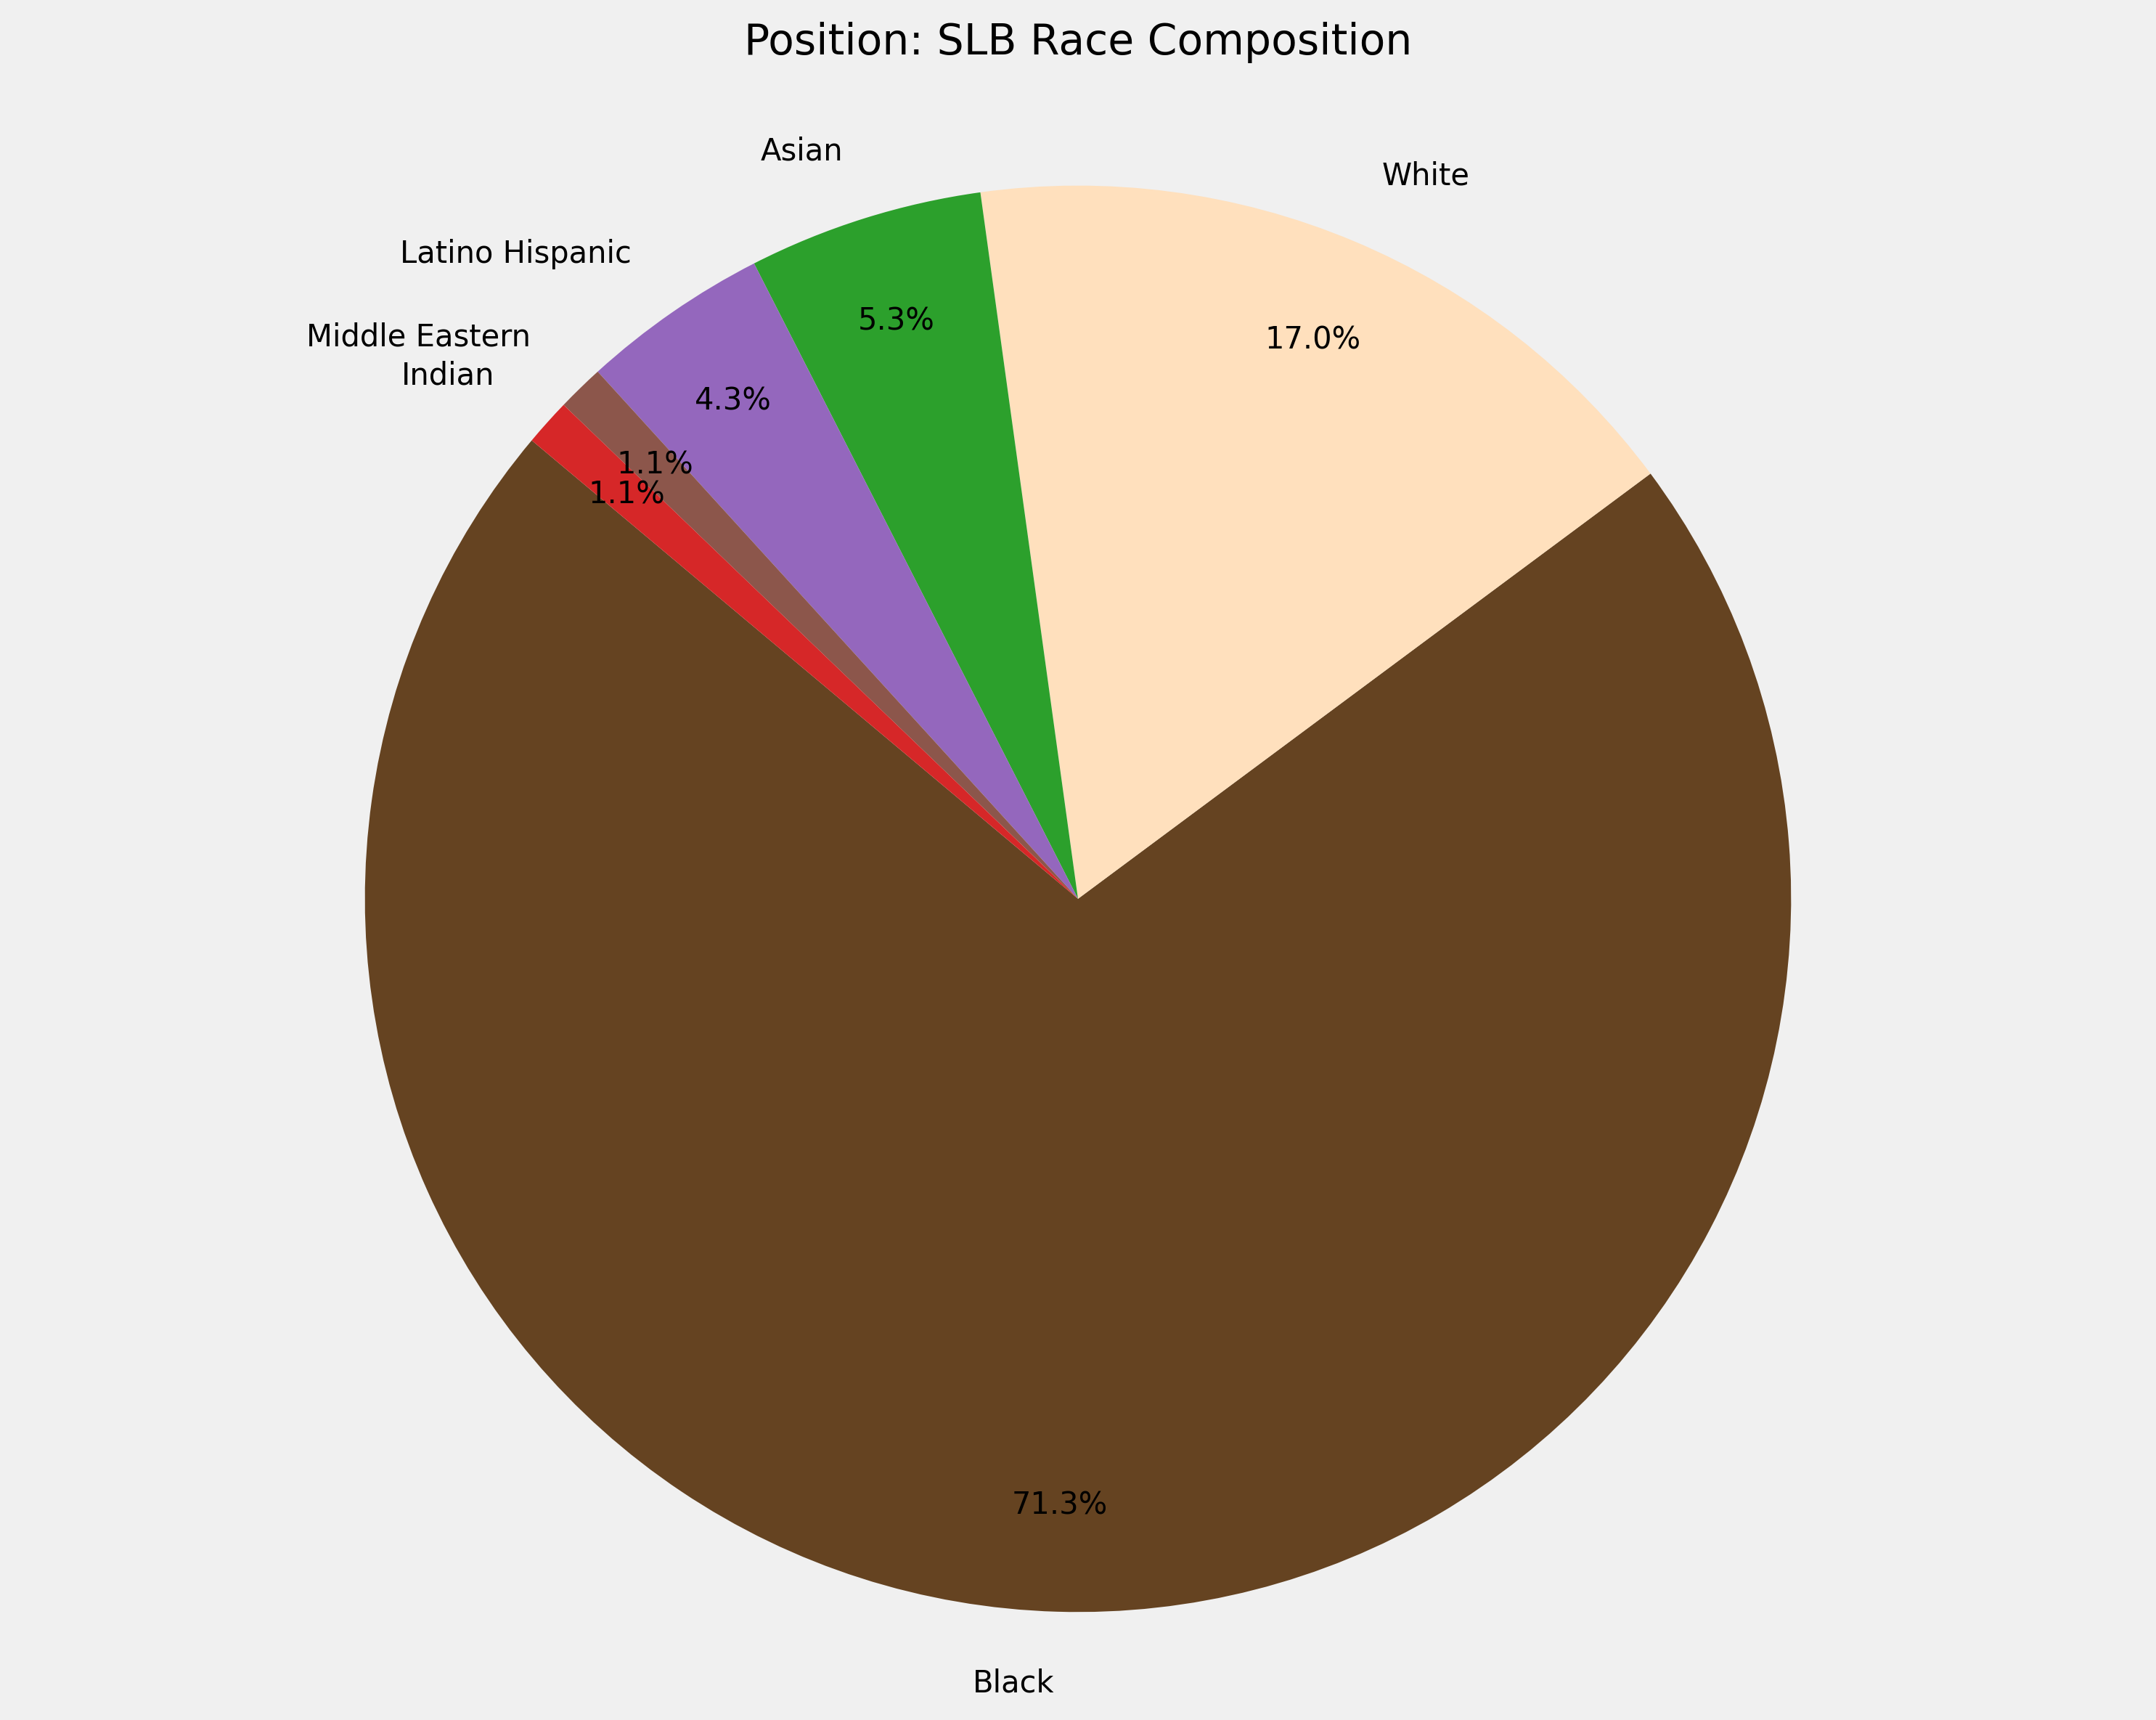 Position: SLB Race Composition
Asian
White
Latino Hispanic
5.3%
17.0%
Middle Eastern
Indian
4.3%
1.1%
1.1%
71.3%
Black